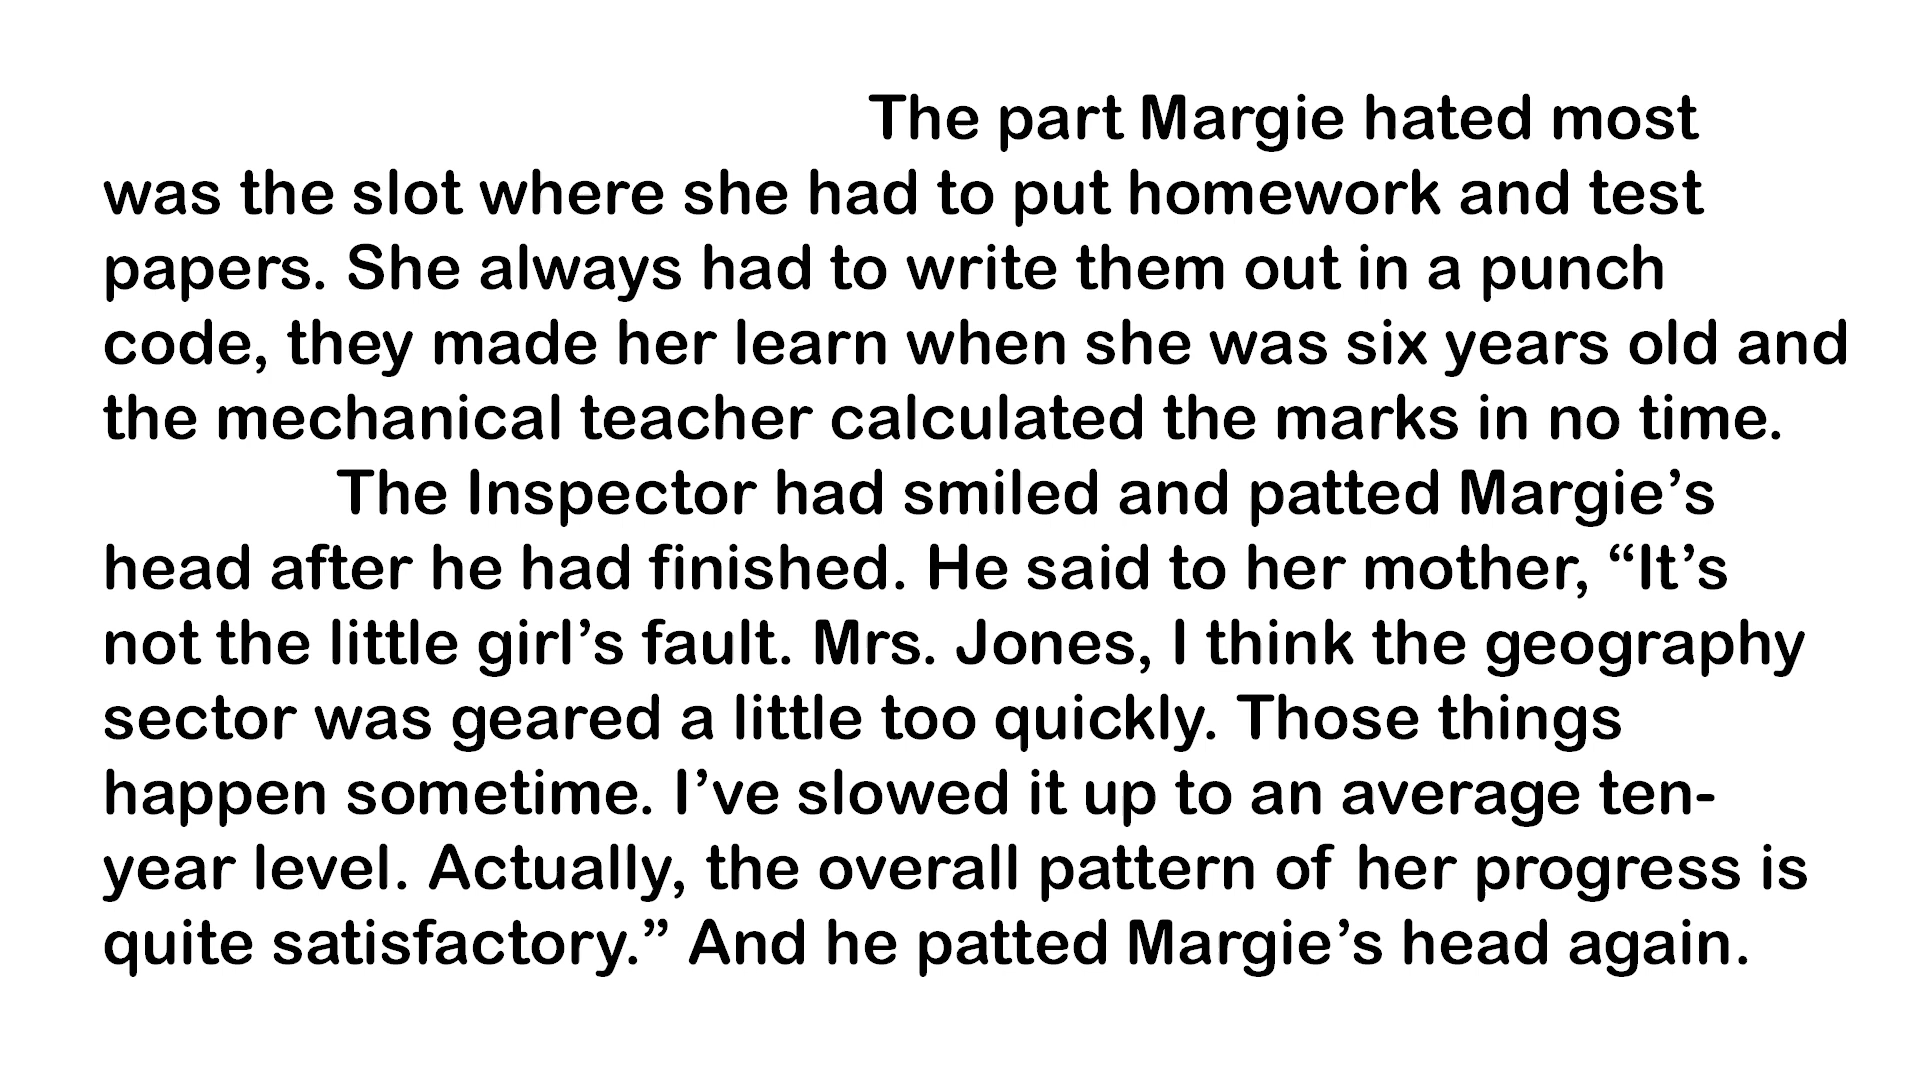 The part Margie hated most
was the slot where she had to put homework and test
papers. She always had to write them out in a punch
code, they made her learn when she was six years old and
the mechanical teacher calculated the marks in no time.
The Inspector had smiled and patted Margie’s
head after he had finished. He said to her mother, “It’s
not the little girl’s fault. Mrs. Jones, I think the geography
sector was geared a little too quickly. Those things
happen sometime. I’ve slowed it up to an average ten-
year level. Actually, the overall pattern of her progress is
quite satisfactory.” And he patted Margie’s head again.